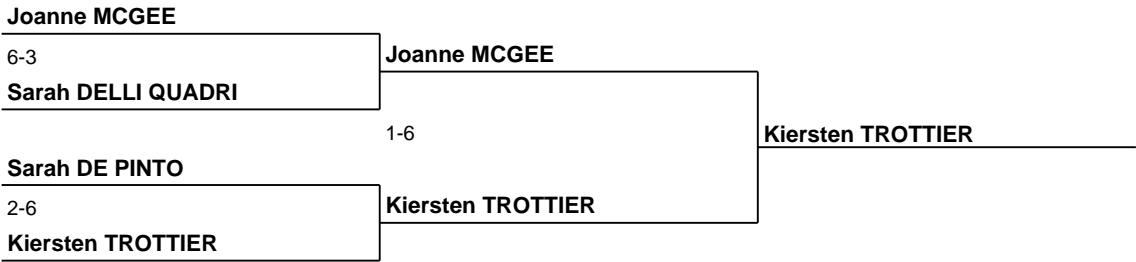 Joanne MCGEE
6-3
Sarah DELLI QUADRI
Joanne MCGEE
1-6
Kiersten TROTTIER
Sarah DE PINTO
2-6
Kiersten TROTTIER
Kiersten TROTTIER